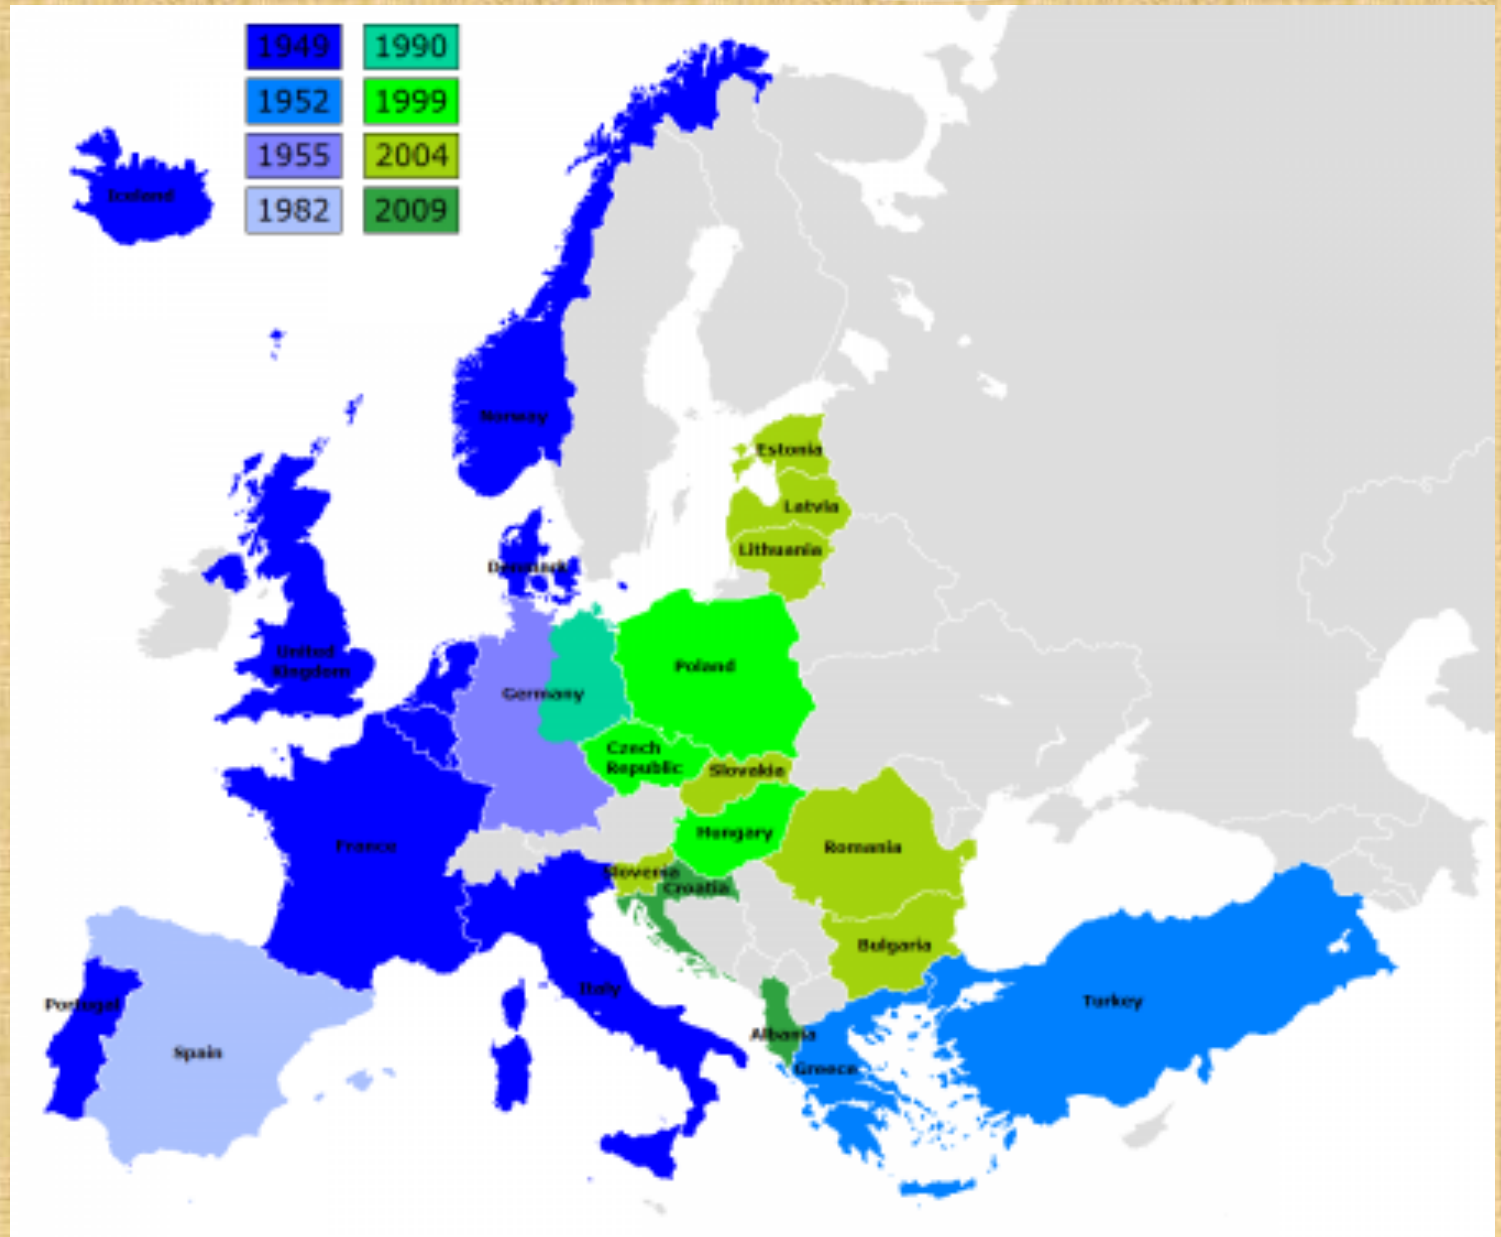 1949 1990
1952 1999
1955 2004
1982 2009
Iceland
Norway
Estonia
Latvia
Lithuania
Denmark
United
Kingdom
Poland
Germany
Czech
Republic
Slovakia
Hungary
France
Romania
Slovenia
Croatia
Bulgaria
Italy
Portugal
Turkey
Albania
Spain
Greece